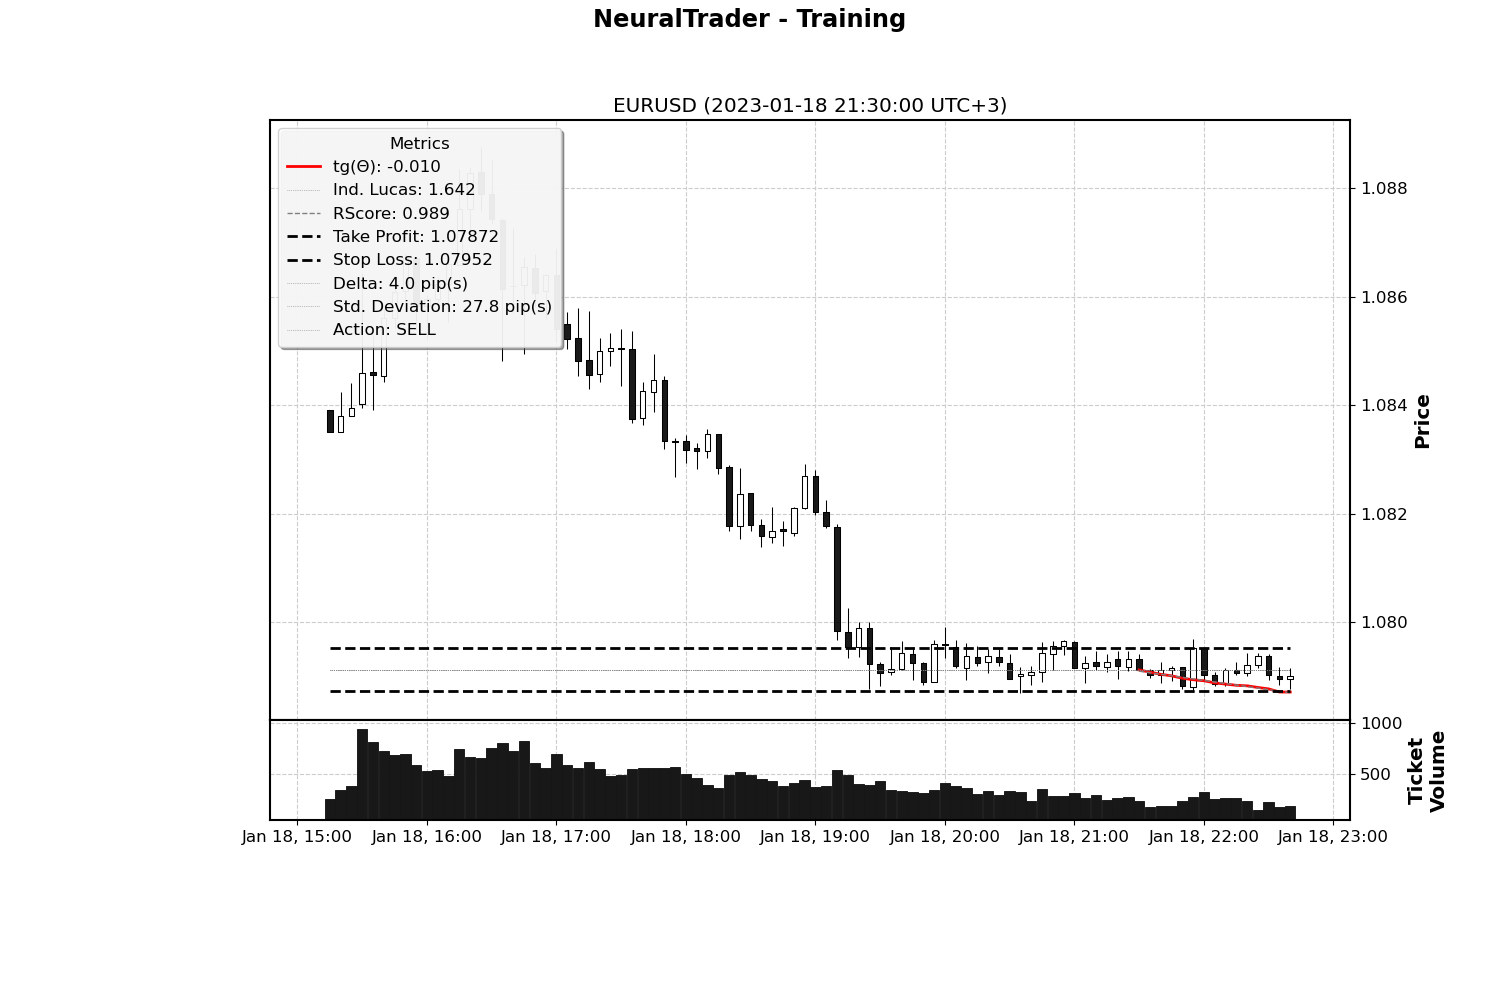 NeuralTrader - Training
EURUSD (2023-01-18 21:30:00 UTC+3)
Metrics
tg(Θ): -0.010
Ind. Lucas: 1.642
RScore: 0.989
Take Profit: 1.07872
Stop Loss: 1.07952
Delta: 4.0 pip(s)
Std. Deviation: 27.8 pip(s)
Action: SELL
1.088
1.086
1.084
1.082
1.080
Price
1000
500
Ticket
Volume
Jan 18, 15:00 Jan 18, 16:00 Jan 18, 17:00 Jan 18, 18:00 Jan 18, 19:00 Jan 18, 20:00 Jan 18, 21:00 Jan 18, 22:00 Jan 18, 23:00